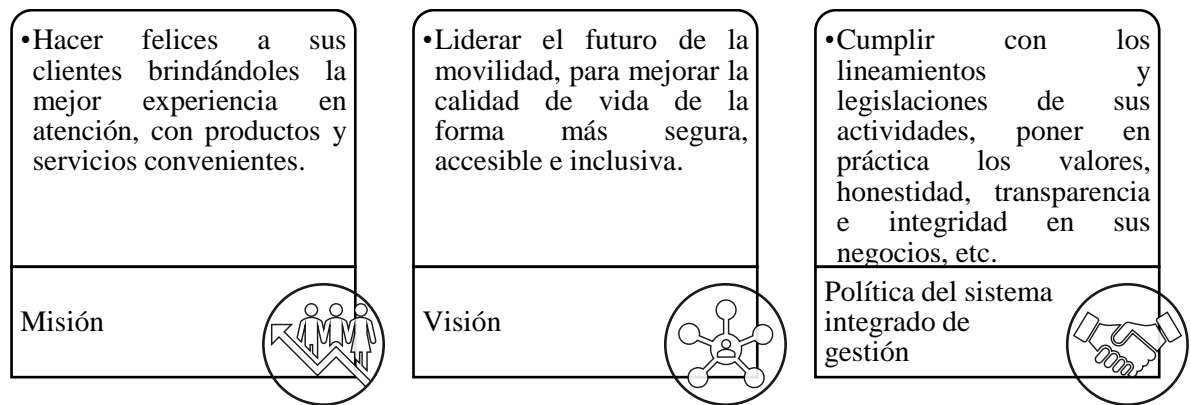 •Hacer felices a sus
clientes brindándoles la
mejor experiencia en
atención, con productos y
servicios convenientes.
Misión
•Liderar el futuro de la
movilidad, para mejorar la
calidad de vida de la
forma más segura,
accesible e inclusiva.
Visión
•Cumplir con los
lineamientos y
legislaciones de sus
actividades, poner en
práctica los valores,
honestidad, transparencia
e integridad en sus
negocios, etc.
Política del sistema
integrado de
gestión